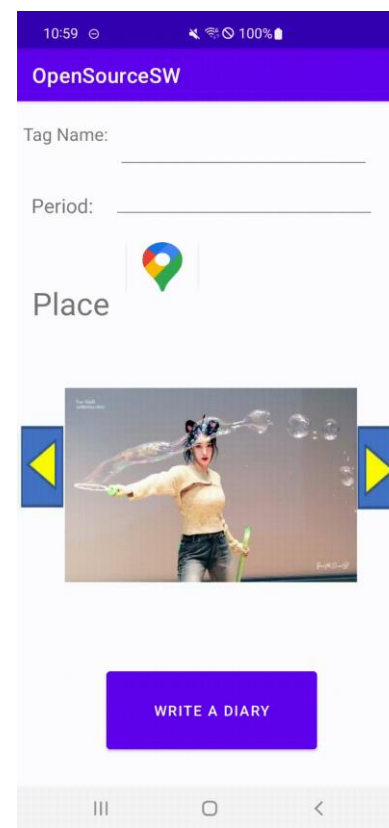 10:59 100%
OpenSourceSW
Tag Name:
Period:
Place
WRITE A DIARY